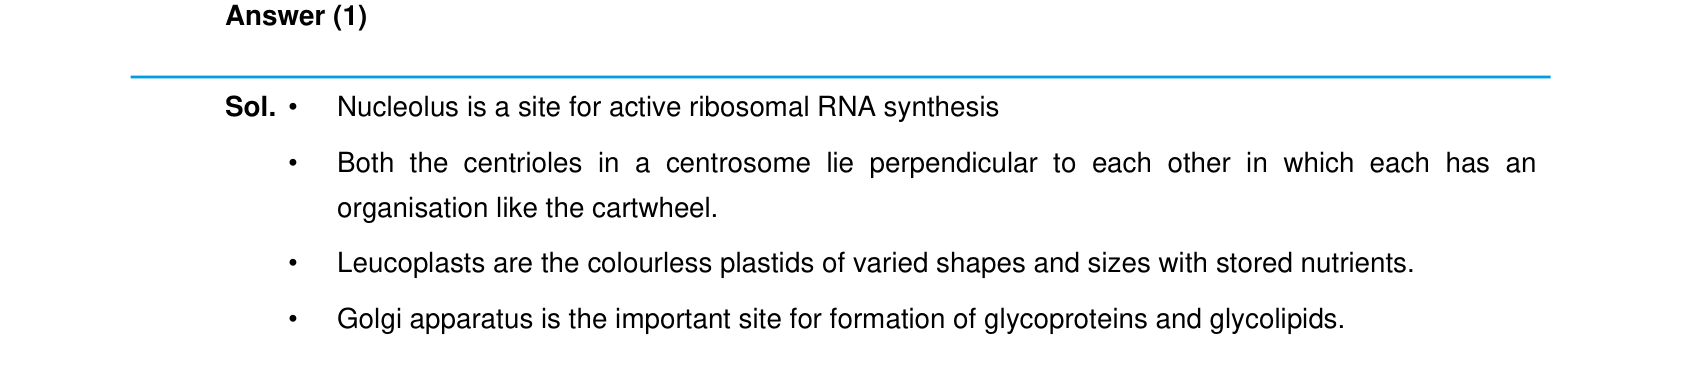 Answer (1)
Sol. • Nucleolus is a site for active ribosomal RNA synthesis
• Both the centrioles in a centrosome lie perpendicular to each other in which each has an
organisation like the cartwheel.
• Leucoplasts are the colourless plastids of varied shapes and sizes with stored nutrients.
• Golgi apparatus is the important site for formation of glycoproteins and glycolipids.